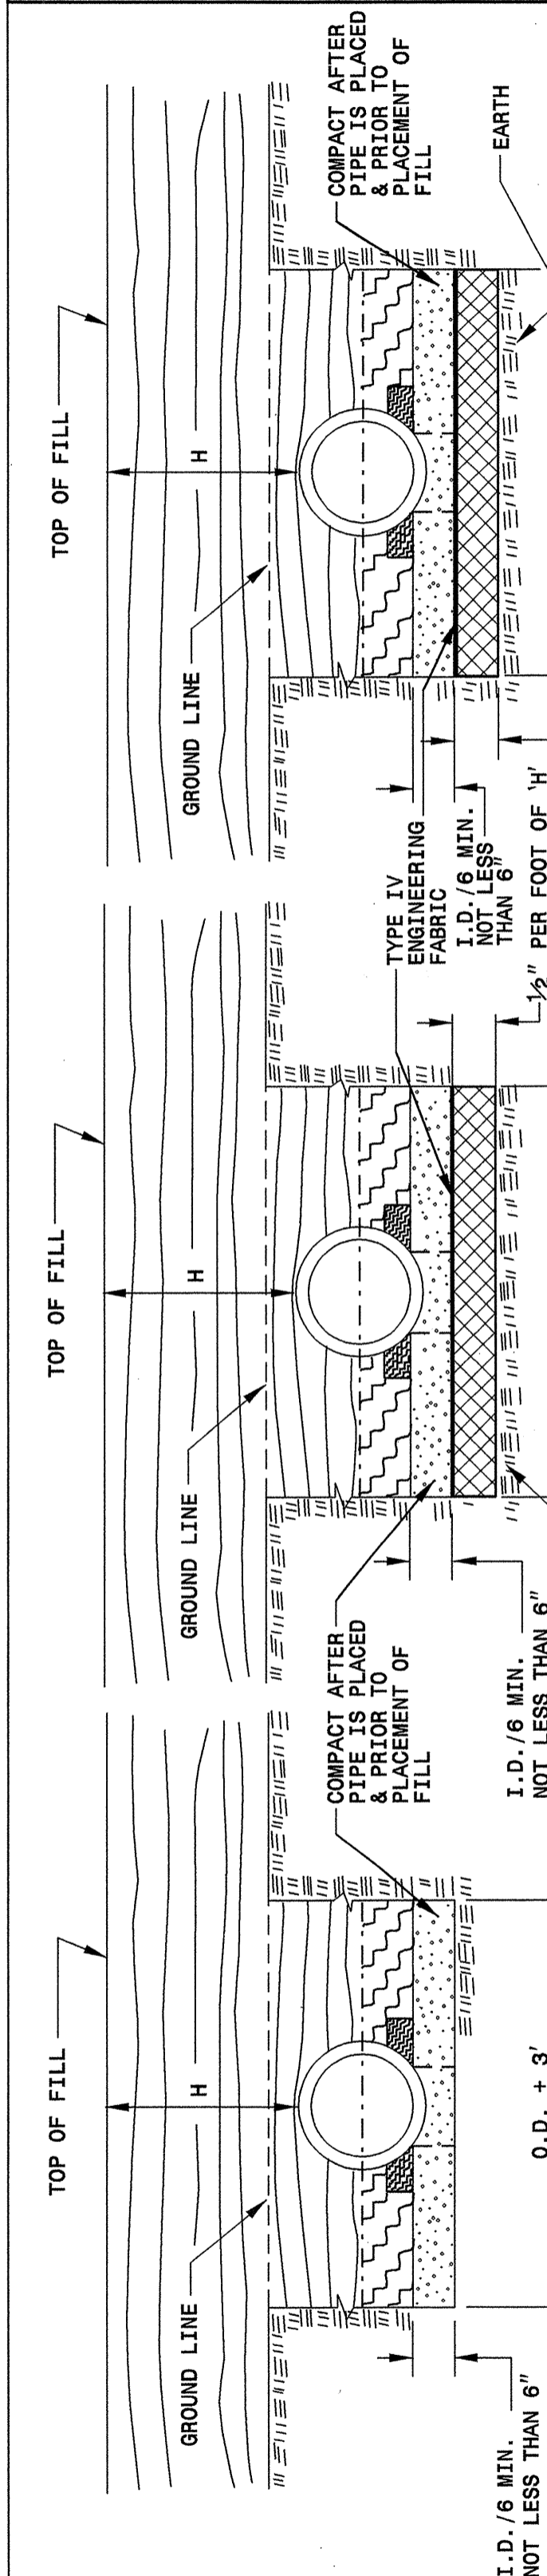 TOP OF FILL
H
GROUND LINE
I.D./6 MIN.
NOT LESS THAN 6"
O.D. + 3'
COMPACT AFTER
PIPE IS PLACED
& PRIOR TO
PLACEMENT OF
FILL
TOP OF FILL
H
GROUND LINE
I.D./6 MIN.
NOT LESS THAN 6"
TYPE IV
ENGINEERING
FABRIC
I.D./6 MIN.
NOT LESS
THAN 6"
1/2" PER FOOT OF 'H'
TOP OF FILL
H
GROUND LINE
COMPACT AFTER
PIPE IS PLACED
& PRIOR TO
PLACEMENT OF
FILL
EARTH